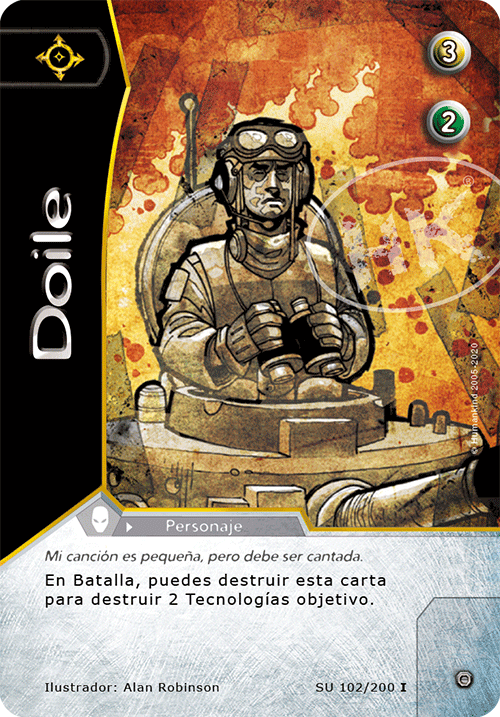 3
2
Doile
HK®
© Humankind 2005-2020
Personaje
Mi canción es pequeña, pero debe ser cantada.
En Batalla, puedes destruir esta carta
para destruir 2 Tecnologías objetivo.
Ilustrador: Alan Robinson
SU 102/200 I